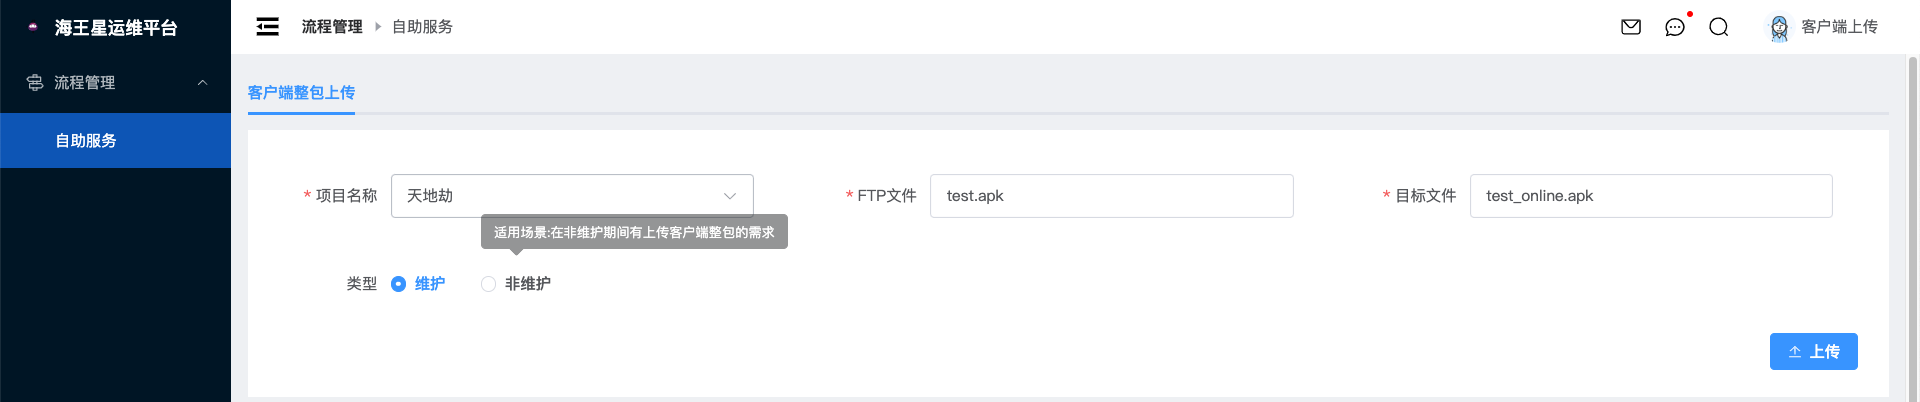 海王星运维平台
流程管理
自助服务
流程管理 自助服务
客户端上传
客户端整包上传
* 项目名称 天地劫 * FTP文件 test.apk * 目标文件 test_online.apk
适用场景:在非维护期间有上传客户端整包的需求
类型 维护 非维护
上传